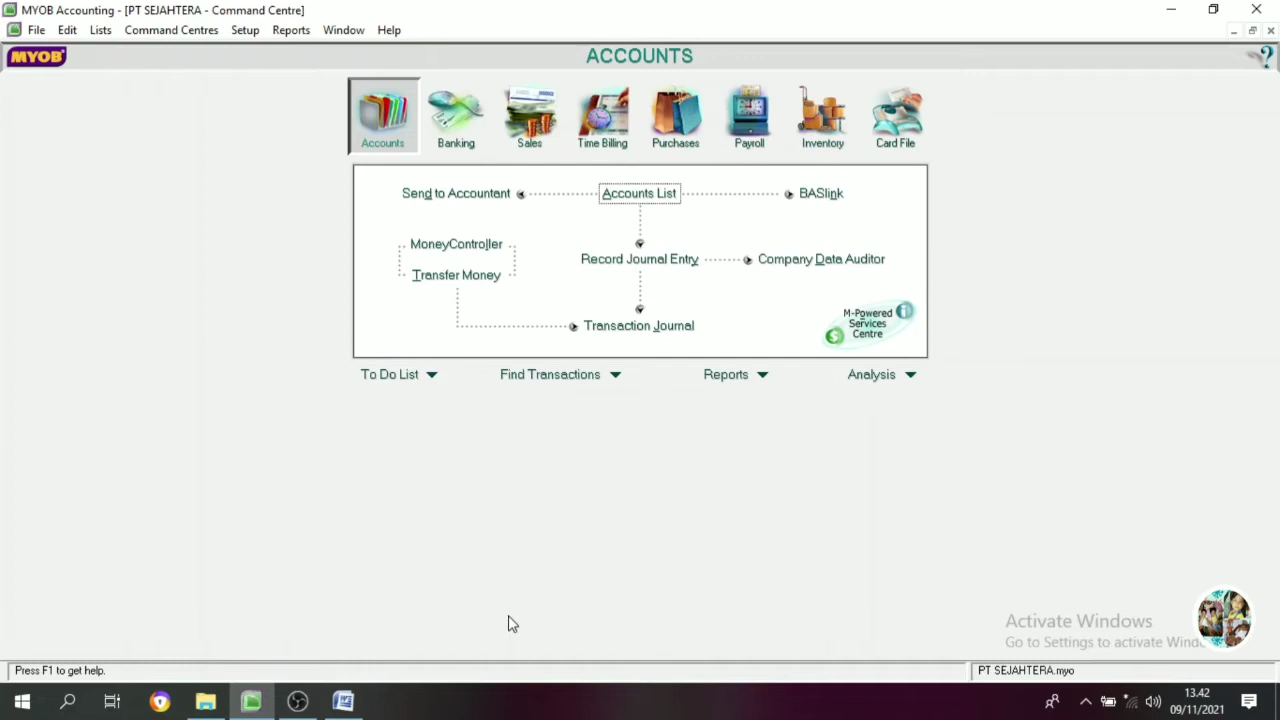 MYOB Accounting - [PT SEJAHTERA - Command Centre]
File Edit Lists Command Centres Setup Reports Window Help
MYOB
ACCOUNTS
Accounts Banking Sales Time Billing Purchases Payroll Inventory Card File
Send to Accountant Accounts List BASlink
MoneyController
Record Journal Entry Company Data Auditor
Transfer Money
M-Powered
Services
Centre
Transaction Journal
To Do List Find Transactions Reports Analysis
Activate Windows
Go to Settings to activate Wind
Press F1 to get help. PT SEJAHTERA.myo
13.42
09/11/2021